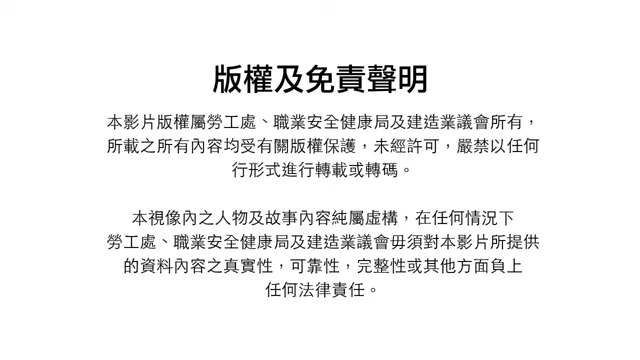 版權及免責聲明
本影片版權屬勞工處、職業安全健康局及建造業議會所有，
所載之所有內容均受有關版權保護，未經許可，嚴禁以任何
行形式進行轉載或轉碼。
本視像內之人物及故事內容純屬虛構，在任何情況下
勞工處、職業安全健康局及建造業議會毋須對本影片所提供
的資料內容之真實性，可靠性，完整性或其他方面負上
任何法律責任。